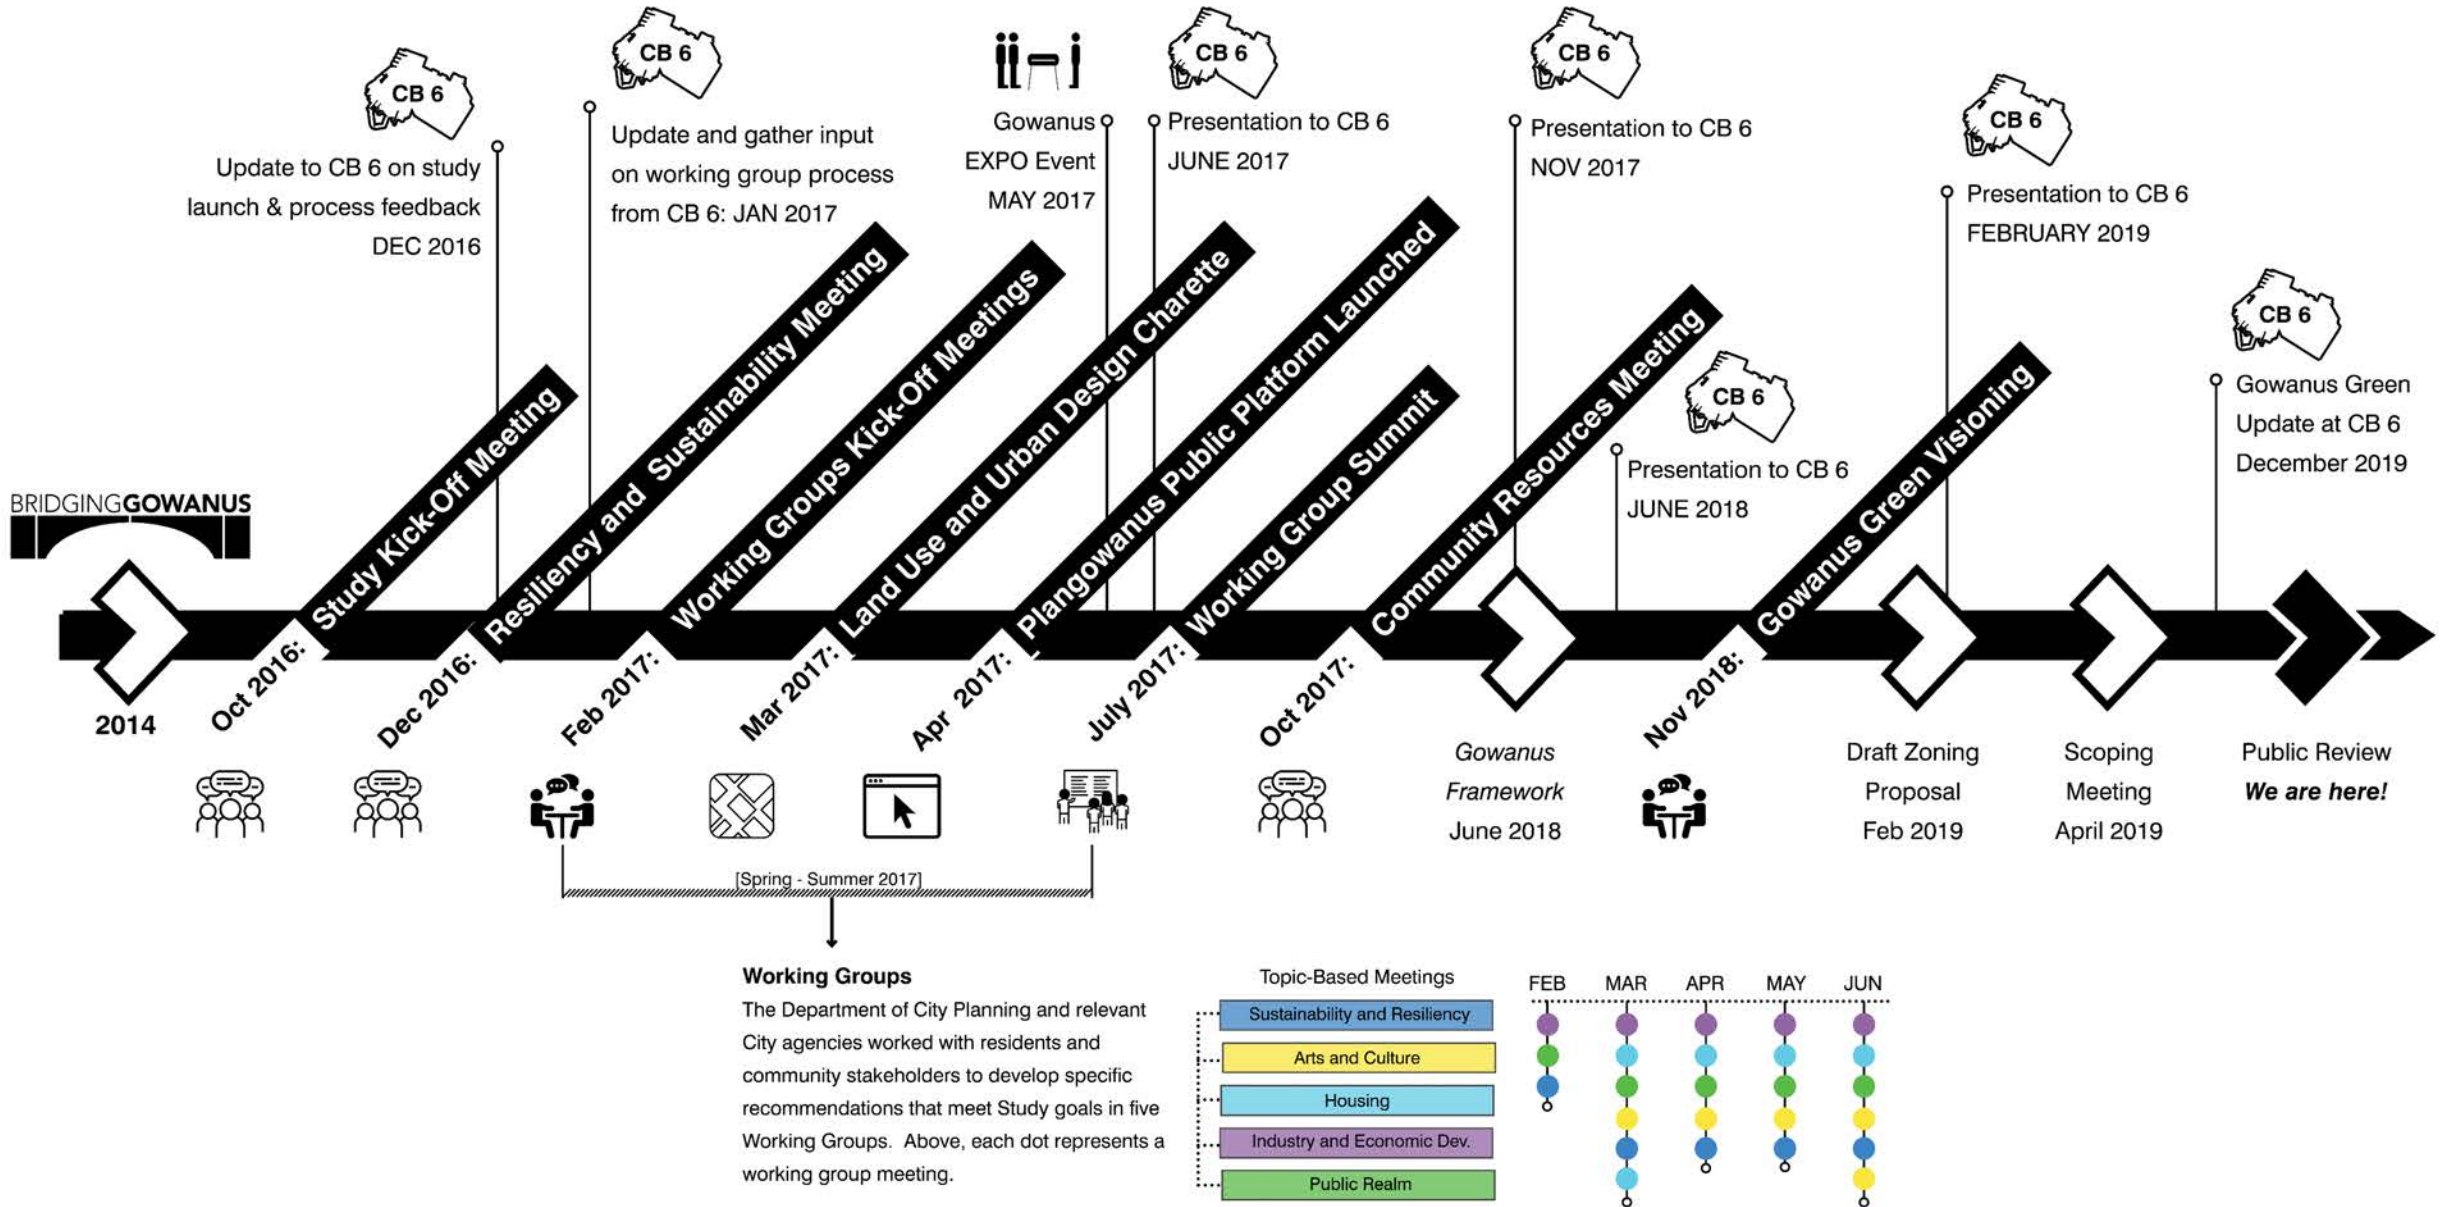 CB 6
Update to CB 6 on study
launch & process feedback
DEC 2016
CB 6
Update and gather input
on working group process
from CB 6: JAN 2017
Gowanus
EXPO Event
MAY 2017
CB 6
Presentation to CB 6
JUNE 2017
CB 6
Presentation to CB 6
NOV 2017
CB 6
Presentation to CB 6
JUNE 2018
CB 6
Presentation to CB 6
FEBRUARY 2019
CB 6
Gowanus Green
Update at CB 6
December 2019
BRIDGINGGOWANUS
2014
Oct 2016: Study Kick-Off Meeting
Dec 2016: Resiliency and Sustainability Meeting
Feb 2017: Working Groups Kick-Off Meetings
Mar 2017: Land Use and Urban Design Charette
Apr 2017: Plangowanus Public Platform Launched
July 2017: Working Group Summit
Oct 2017: Community Resources Meeting
Gowanus
Framework
June 2018
Nov 2018: Gowanus Green Visioning
Draft Zoning
Proposal
Feb 2019
Scoping
Meeting
April 2019
Public Review
We are here!
[Spring - Summer 2017]
Working Groups
The Department of City Planning and relevant
City agencies worked with residents and
community stakeholders to develop specific
recommendations that meet Study goals in five
Working Groups. Above, each dot represents a
working group meeting.
Topic-Based Meetings
Sustainability and Resiliency
Arts and Culture
Housing
Industry and Economic Dev.
Public Realm
FEB MAR APR MAY JUN